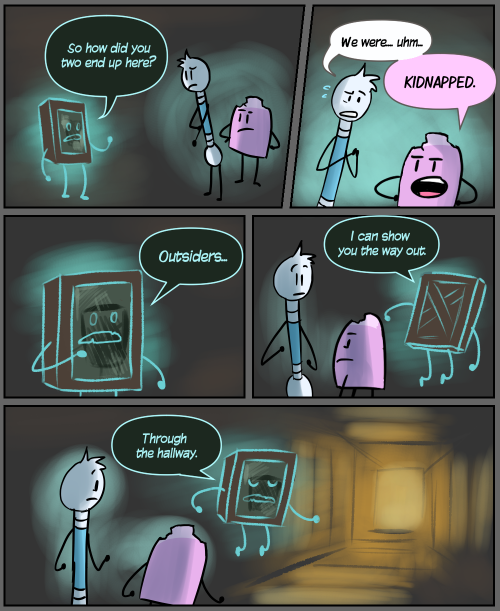 So how did you
two end up here?
We were... uhm...
KIDNAPPED.
Outsiders...
I can show
you the way out.
Through
the hallway.